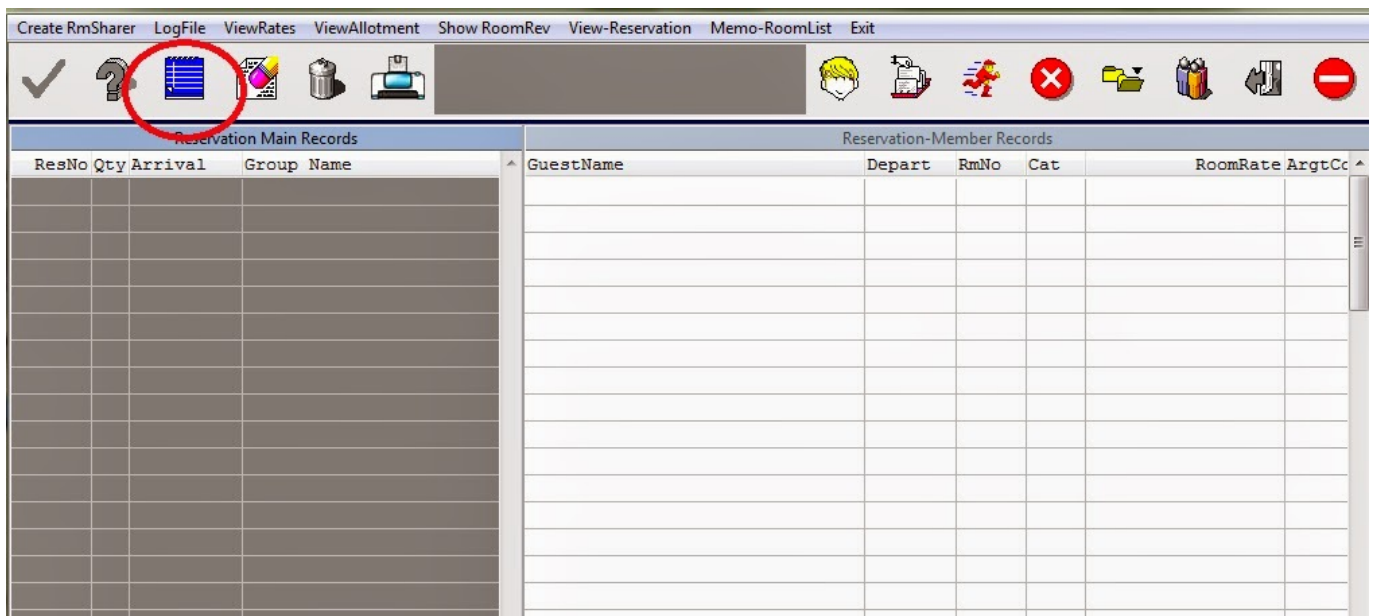 Create RmSharer LogFile ViewRates ViewAllotment Show RoomRev View-Reservation Memo-RoomList Exit
Reservation Main Records
Reservation-Member Records
ResNo Qty Arrival Group Name
GuestName Depart RmNo Cat RoomRate ArgtCc